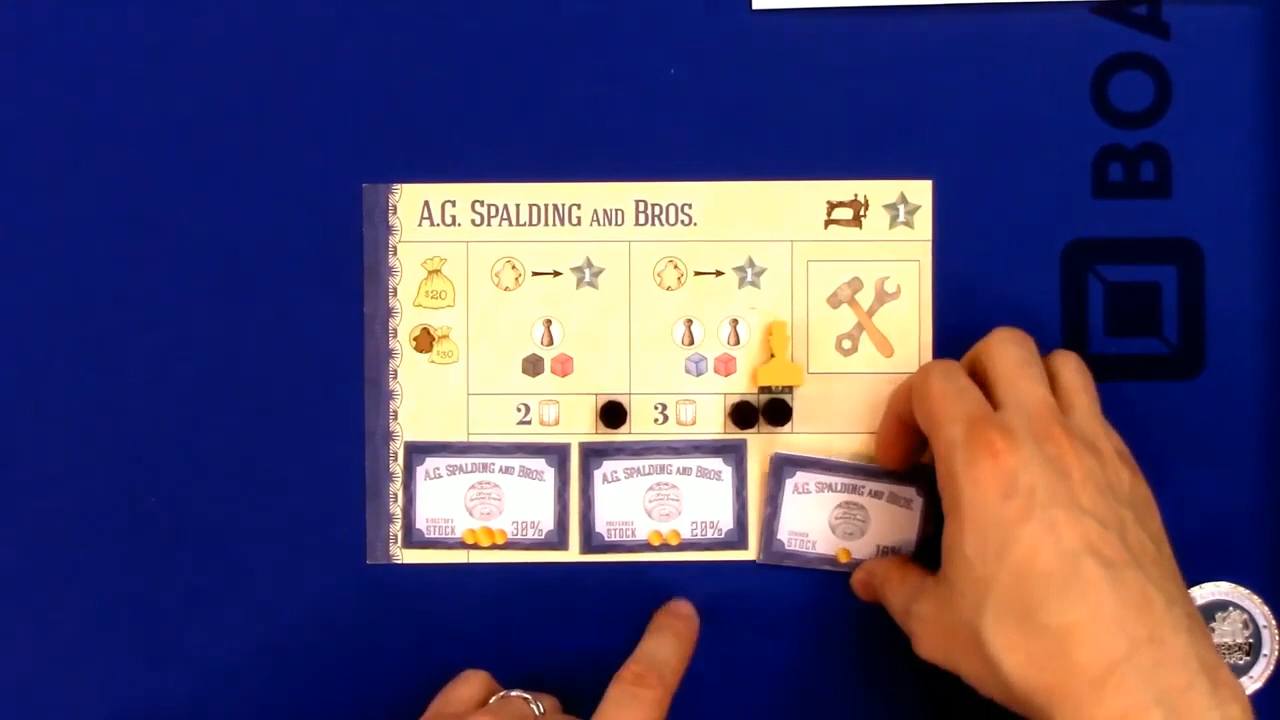 BOA
A.G. SPALDING AND BROS.
1
$20
1
1
$30
2
3
A.G. SPALDING AND BROS.
DIRECTOR'S
STOCK
30%
A.G. SPALDING AND BROS.
PREFERRED
STOCK
20%
A.G. SPALDING AND BROS.
COMMON
STOCK
10%